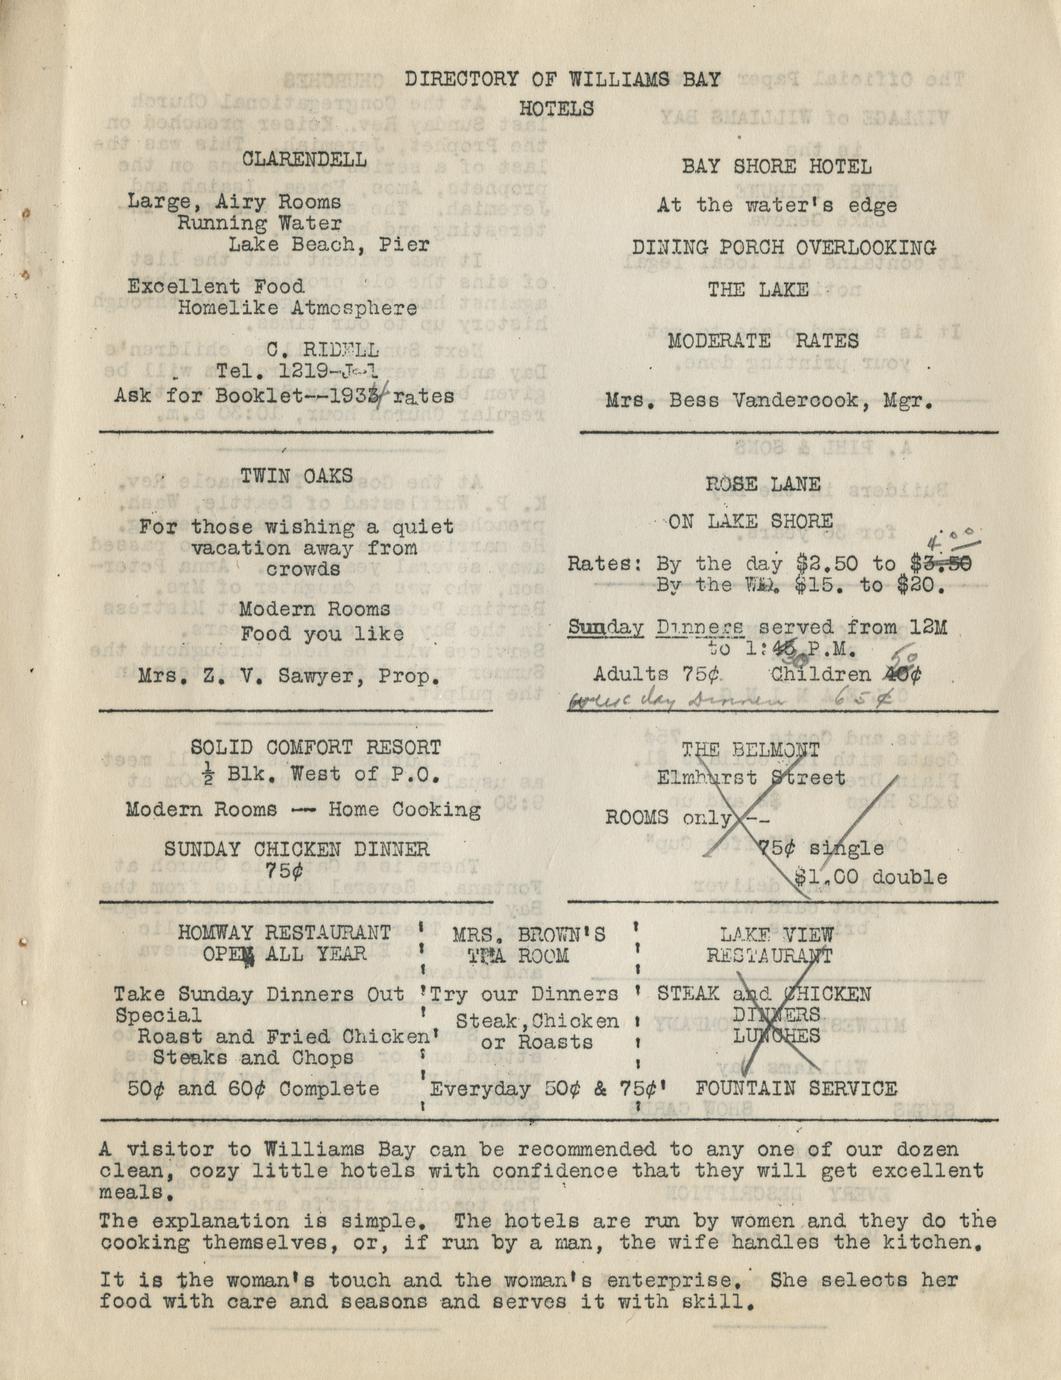 DIRECTORY OF WILLIAMS BAY
HOTELS
CLARENDELL
Large, Airy Rooms
Running Water
Lake Beach, Pier
Excellent Food
Homelike Atmosphere
C. RIDELL
Tel. 1219-J-1
Ask for Booklet--193 rates
BAY SHORE HOTEL
At the water's edge
DINING PORCH OVERLOOKING
THE LAKE
MODERATE RATES
Mrs. Bess Vandercook, Mgr.
TWIN OAKS
For those wishing a quiet
vacation away from
crowds
Modern Rooms
Food you like
Mrs. Z. V. Sawyer, Prop.
ROSE LANE
ON LAKE SHORE
4.00
Rates: By the day $2.50 to $3.50
By the $15. to $20.
Sunday Dinners served from 12M
to 1:45 P.M.
30 50
Adults 75¢ Children 40¢
day Dinner 65¢
SOLID COMFORT RESORT
½ Blk. West of P.O.
Modern Rooms -- Home Cooking
SUNDAY CHICKEN DINNER
75¢
THE BELMONT
Elmhurst Street
ROOMS only--
75¢ single
$1.00 double
HOMWAY RESTAURANT
OPEN ALL YEAR
Take Sunday Dinners Out
Special
Roast and Fried Chicken
Steaks and Chops
50¢ and 60¢ Complete
MRS. BROWN'S
TEA ROOM
Try our Dinners
Steak,Chicken
or Roasts
Everyday 50¢ & 75¢
LAKE VIEW
RESTAURANT
STEAK and CHICKEN
DINNERS
LUNCHES
FOUNTAIN SERVICE
A visitor to Williams Bay can be recommended to any one of our dozen
clean, cozy little hotels with confidence that they will get excellent
meals.
The explanation is simple. The hotels are run by women and they do the
cooking themselves, or, if run by a man, the wife handles the kitchen.
It is the woman's touch and the woman's enterprise. She selects her
food with care and seasons and serves it with skill.